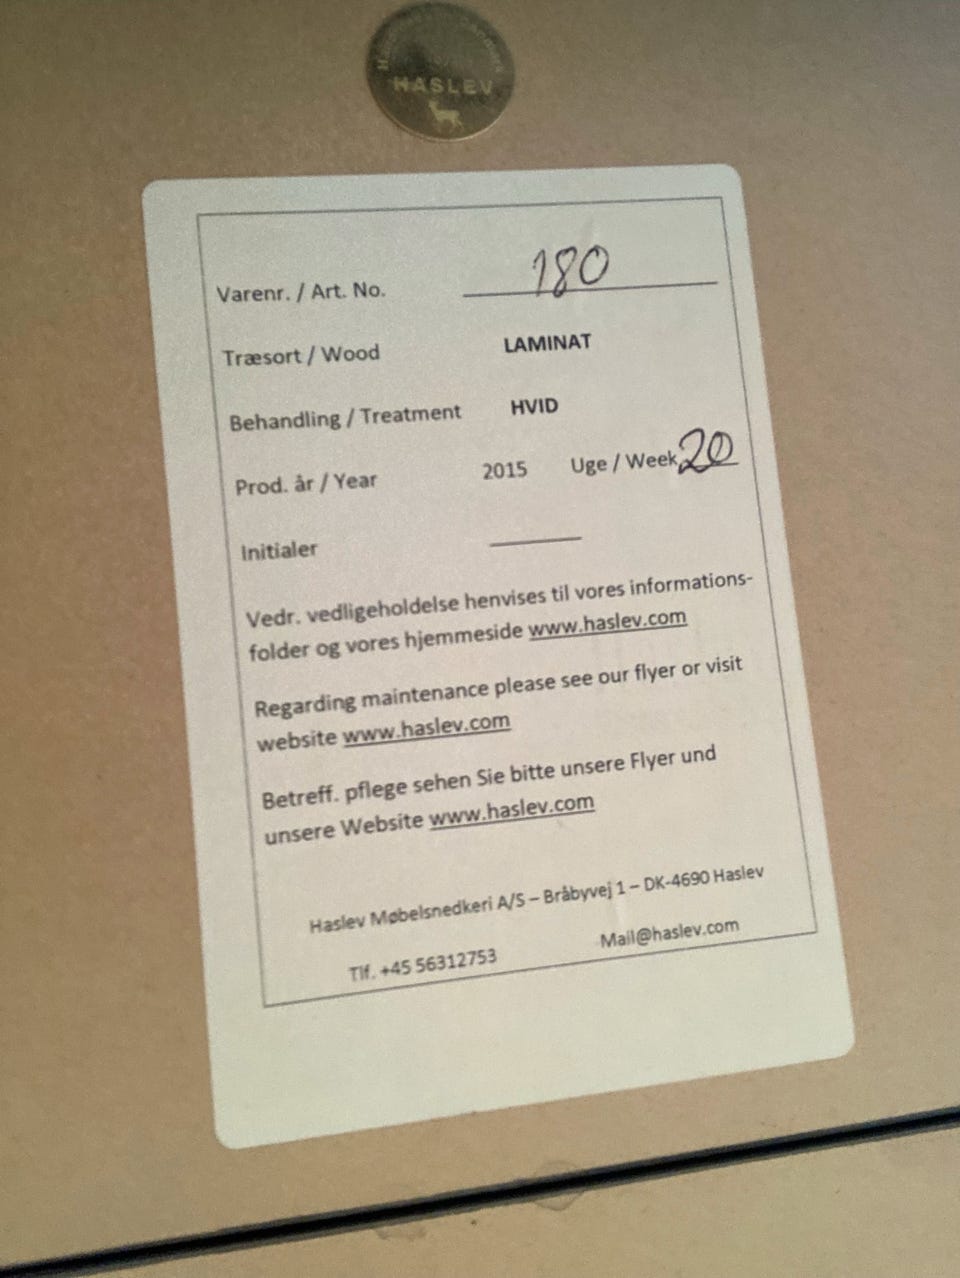 HASLEV
Varenr. / Art. No. 180
Træsort / Wood LAMINAT
Behandling / Treatment HVID
Prod. år / Year 2015 Uge / Week 20
Initialer
Vedr. vedligeholdelse henvises til vores informations-
folder og vores hjemmeside www.haslev.com
Regarding maintenance please see our flyer or visit
website www.haslev.com
Betreff. pflege sehen Sie bitte unsere Flyer und
unsere Website www.haslev.com
Haslev Møbelsnedkeri A/S – Bråbyvej 1 – DK-4690 Haslev
Tlf. +45 56312753 Mail@haslev.com